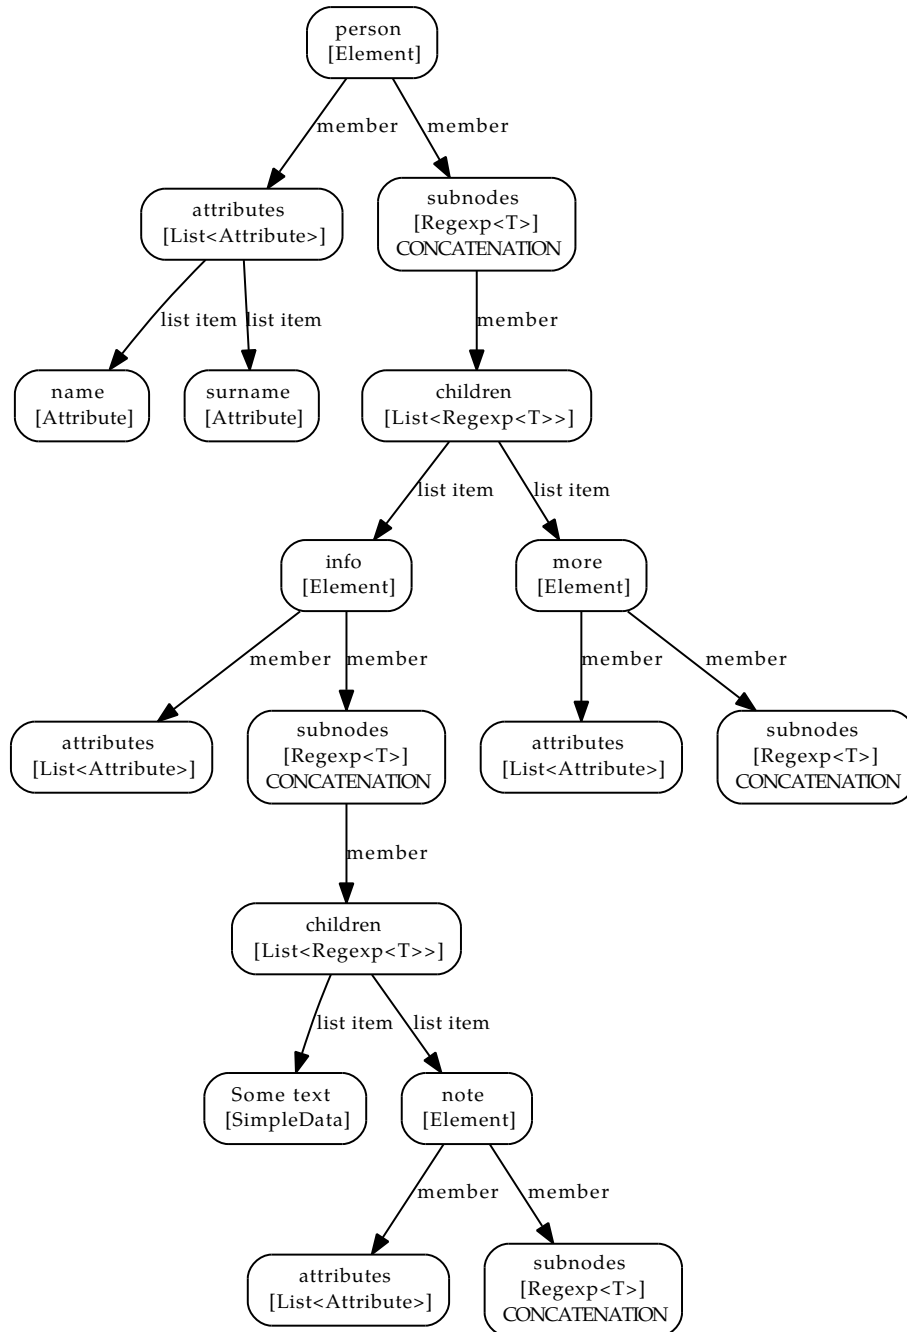 person
[Element]
member
member
attributes
[List<Attribute>]
subnodes
[Regexp<T>]
CONCATENATION
list item
list item
member
name
[Attribute]
surname
[Attribute]
children
[List<Regexp<T>>]
list item
list item
info
[Element]
more
[Element]
member
member
member
member
attributes
[List<Attribute>]
subnodes
[Regexp<T>]
CONCATENATION
attributes
[List<Attribute>]
subnodes
[Regexp<T>]
CONCATENATION
member
children
[List<Regexp<T>>]
list item
list item
Some text
[SimpleData]
note
[Element]
member
member
attributes
[List<Attribute>]
subnodes
[Regexp<T>]
CONCATENATION